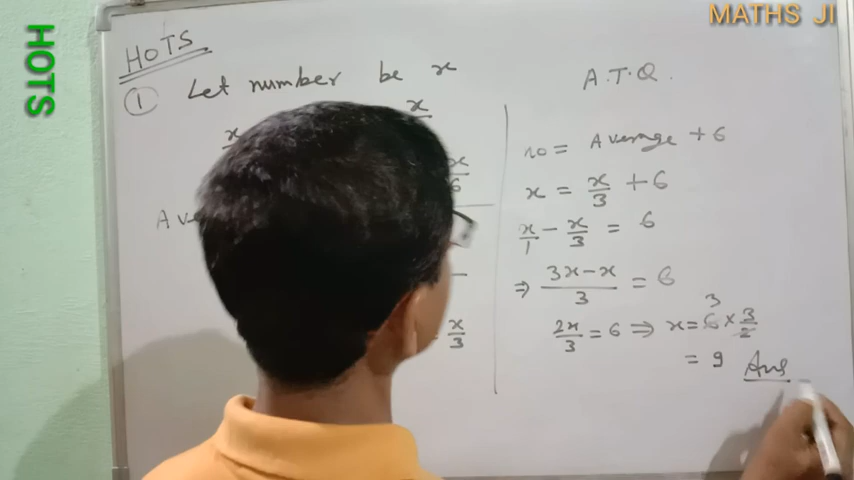 MATHS JI
HOTS
HOTS
① Let number be x
x
x
x/6
Av
x/3
A.T.Q.
no = Average + 6
x = x/3 + 6
x/1 - x/3 = 6
⇒ (3x-x)/3 = 6
2x/3 = 6 ⇒ x = 6 × 3/2
3
= 9 Ans